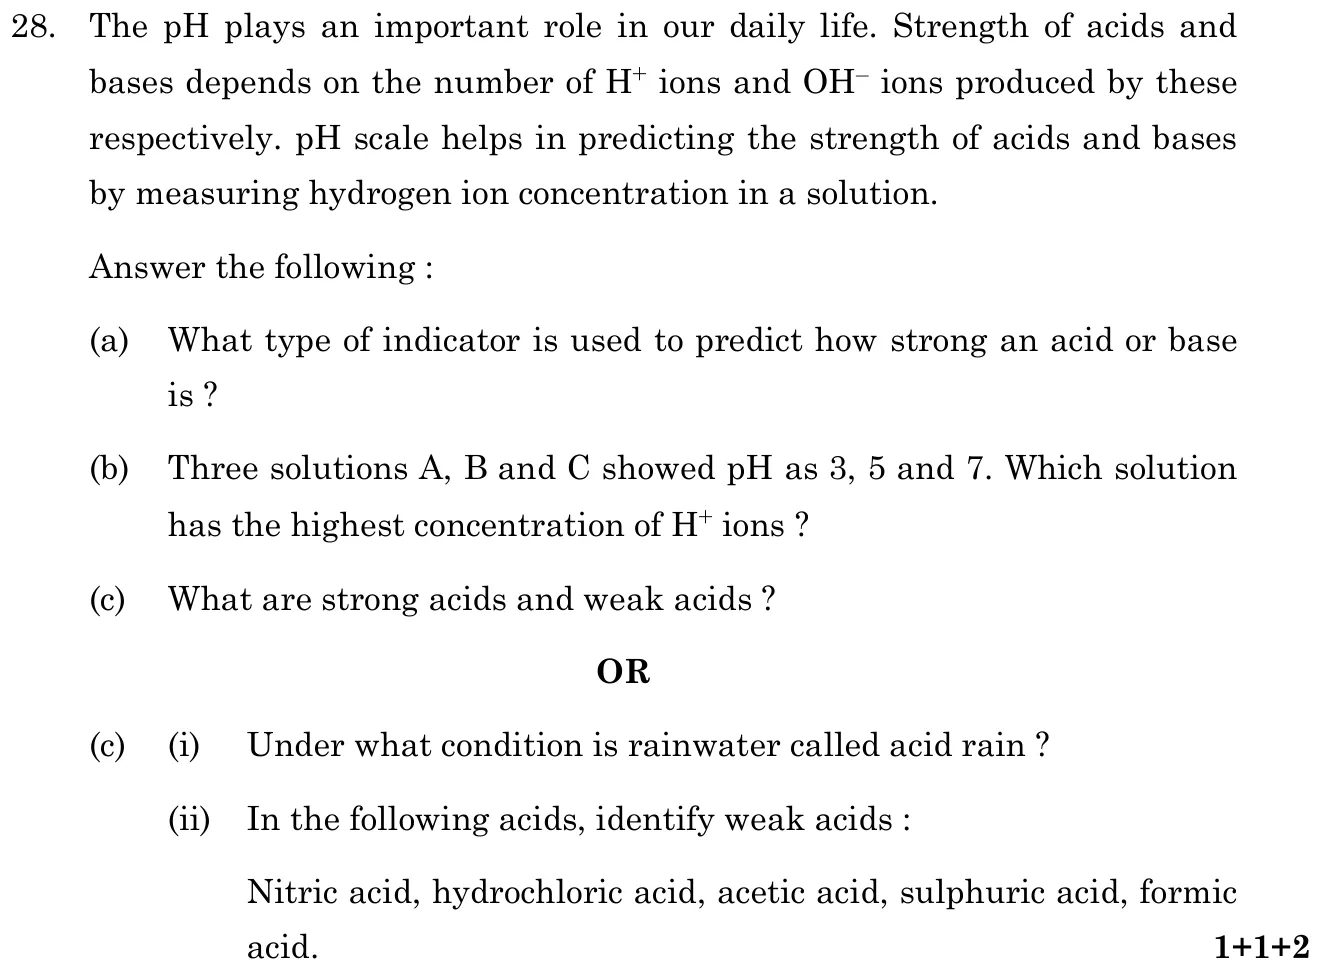 28. The pH plays an important role in our daily life. Strength of acids and
bases depends on the number of H⁺ ions and OH⁻ ions produced by these
respectively. pH scale helps in predicting the strength of acids and bases
by measuring hydrogen ion concentration in a solution.
Answer the following :
(a) What type of indicator is used to predict how strong an acid or base
is ?
(b) Three solutions A, B and C showed pH as 3, 5 and 7. Which solution
has the highest concentration of H⁺ ions ?
(c) What are strong acids and weak acids ?
OR
(c) (i) Under what condition is rainwater called acid rain ?
(ii) In the following acids, identify weak acids :
Nitric acid, hydrochloric acid, acetic acid, sulphuric acid, formic
acid. 1+1+2